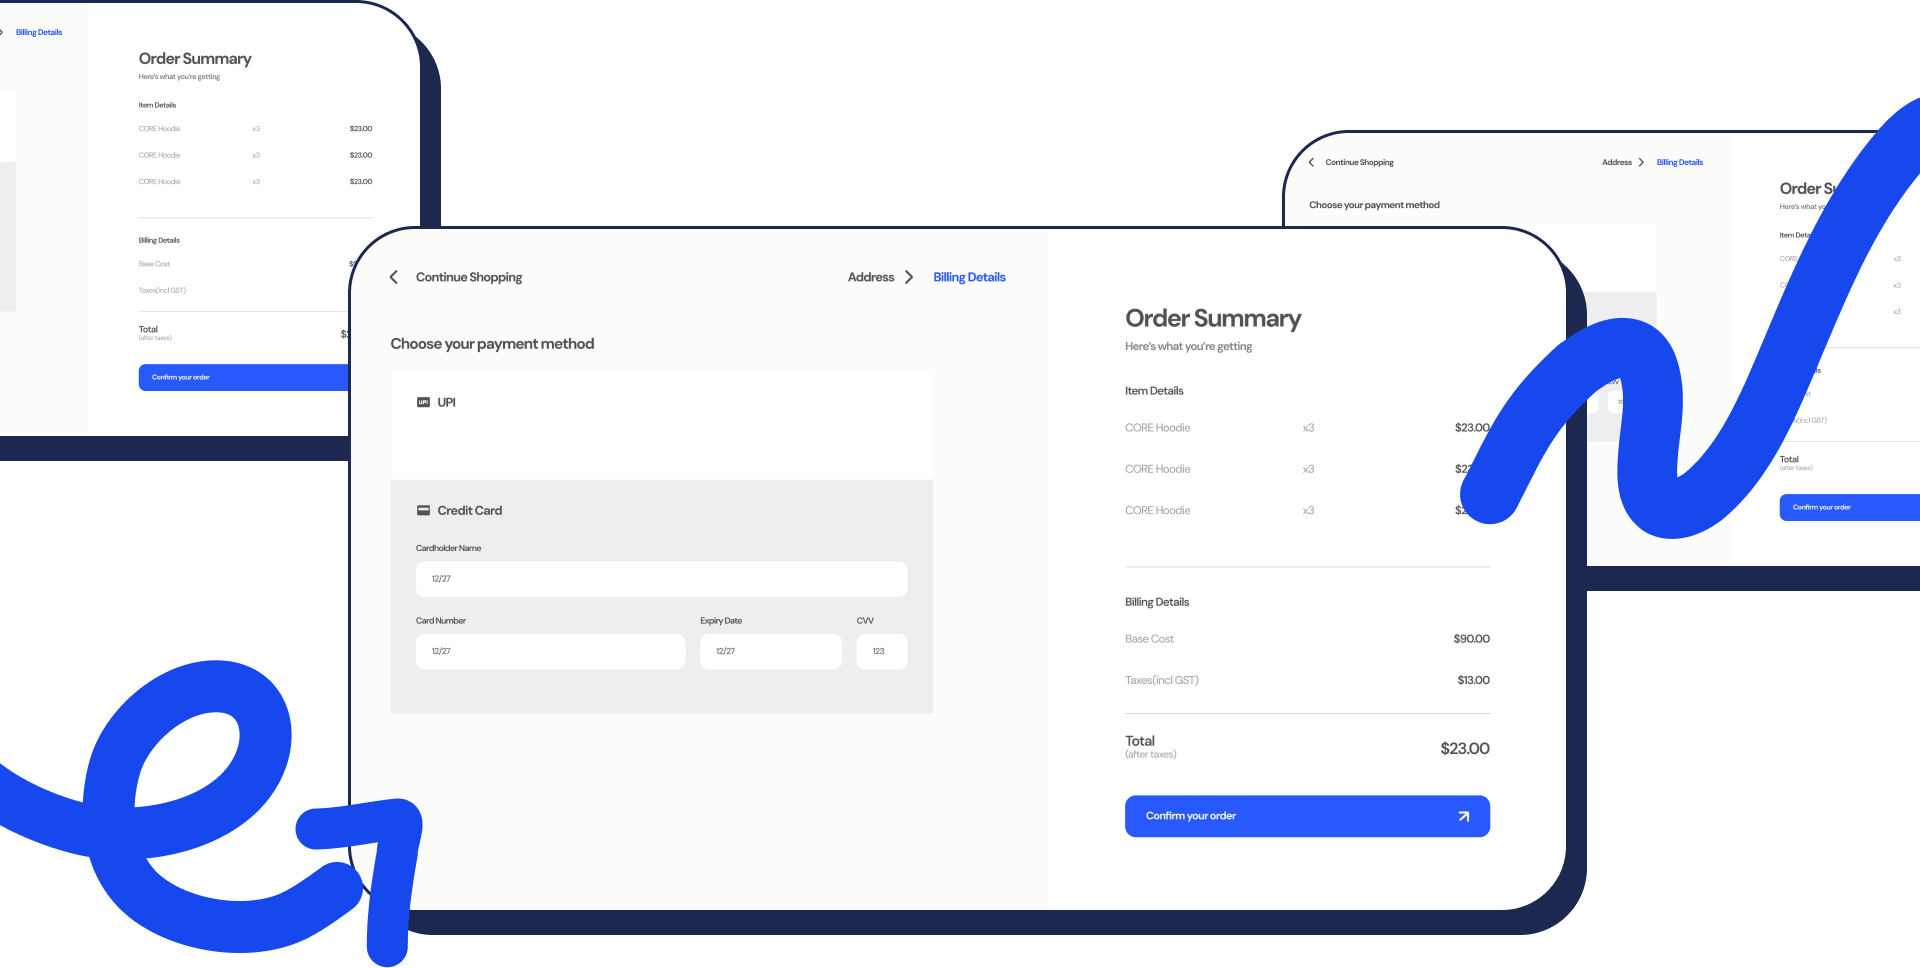 Billing Details
Order Summary
Here's what you're getting
Item Details
CORE Hoodie x3 $23.00
CORE Hoodie x3 $23.00
CORE Hoodie x3 $23.00
Billing Details
Base Cost
Taxes(incl GST)
Total
(after taxes)
Confirm your order
Continue Shopping Address Billing Details
Choose your payment method
Order
Here's what
Item
x3
x3
x3
Total
(after taxes)
Confirm your order
Continue Shopping Address Billing Details
Choose your payment method
UPI UPI
Credit Card
Cardholder Name
12/27
Card Number Expiry Date CVV
12/27 12/27 123
Order Summary
Here's what you're getting
Item Details
CORE Hoodie x3 $23.00
CORE Hoodie x3
CORE Hoodie x3
Billing Details
Base Cost $90.00
Taxes(incl GST) $13.00
Total $23.00
(after taxes)
Confirm your order